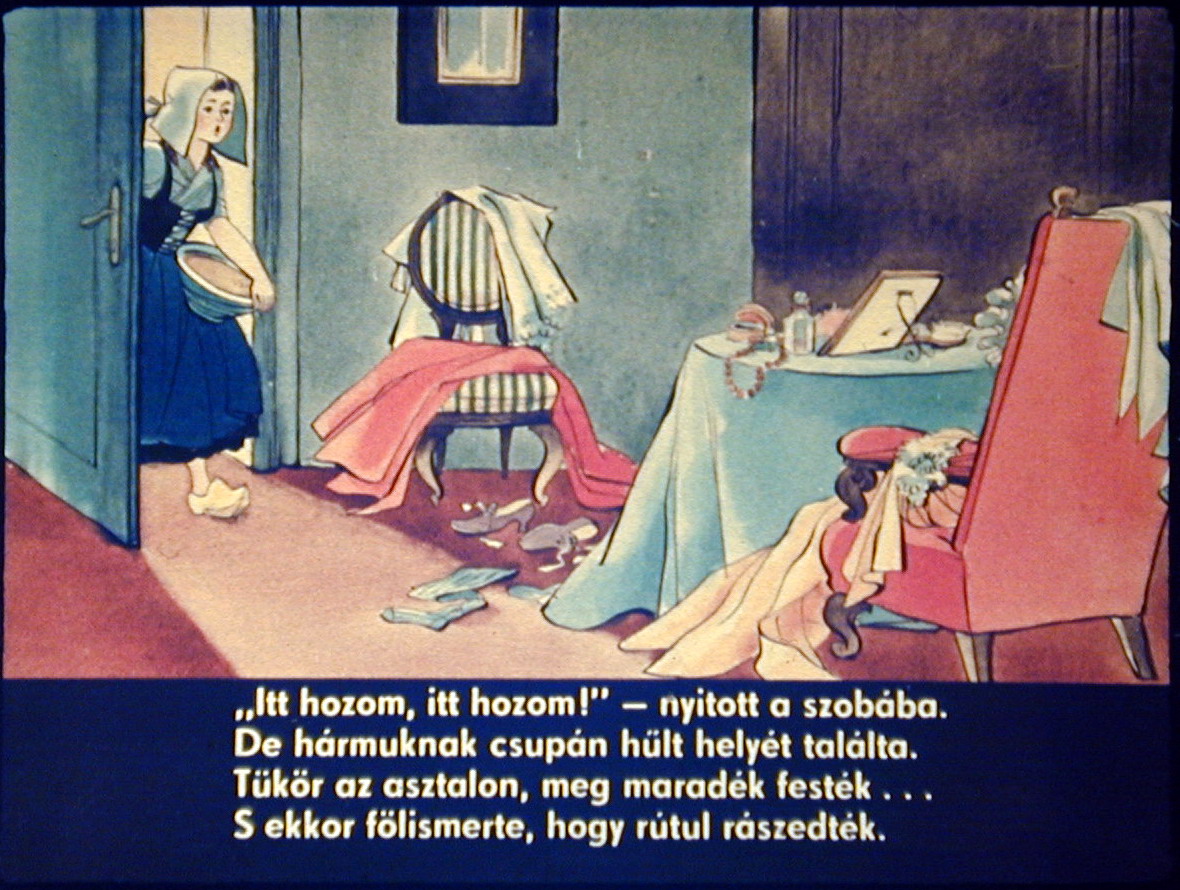 „Itt hozom, itt hozom!” — nyitott a szobába.
De hármuknak csupán hűlt helyét találta.
Tükör az asztalon, meg maradék festék . . .
S ekkor fölismerte, hogy rútul rászedték.